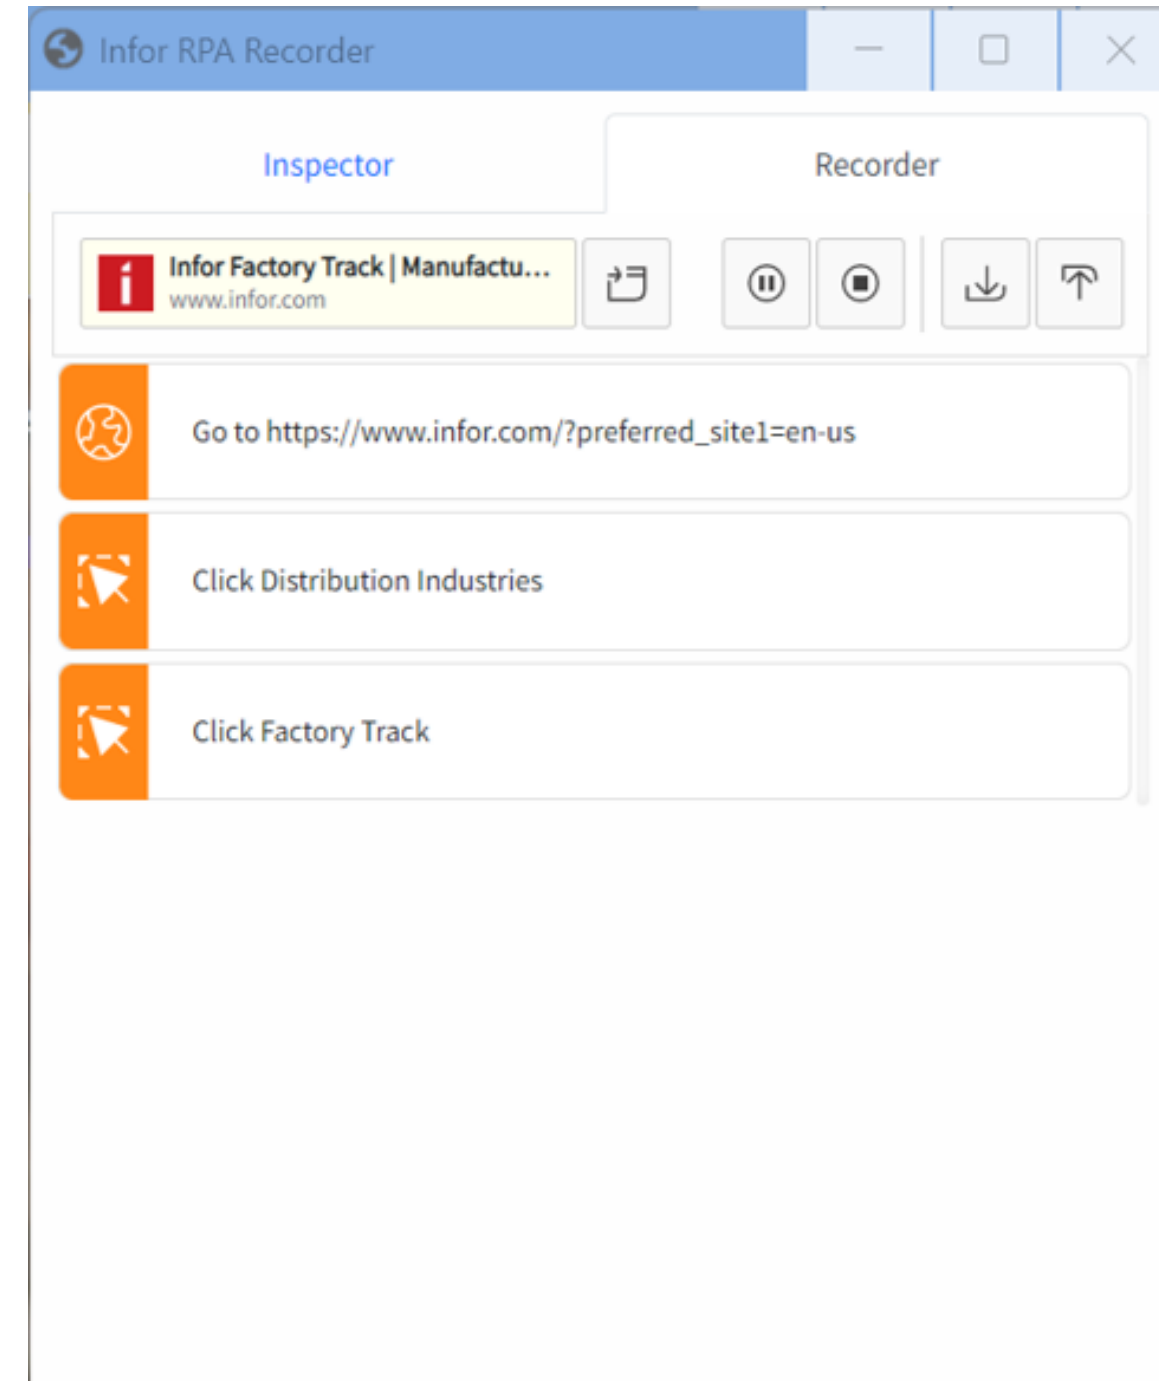 Infor RPA Recorder
Inspector
Recorder
Infor Factory Track | Manufactu...
www.infor.com
Go to https://www.infor.com/?preferred_site1=en-us
Click Distribution Industries
Click Factory Track